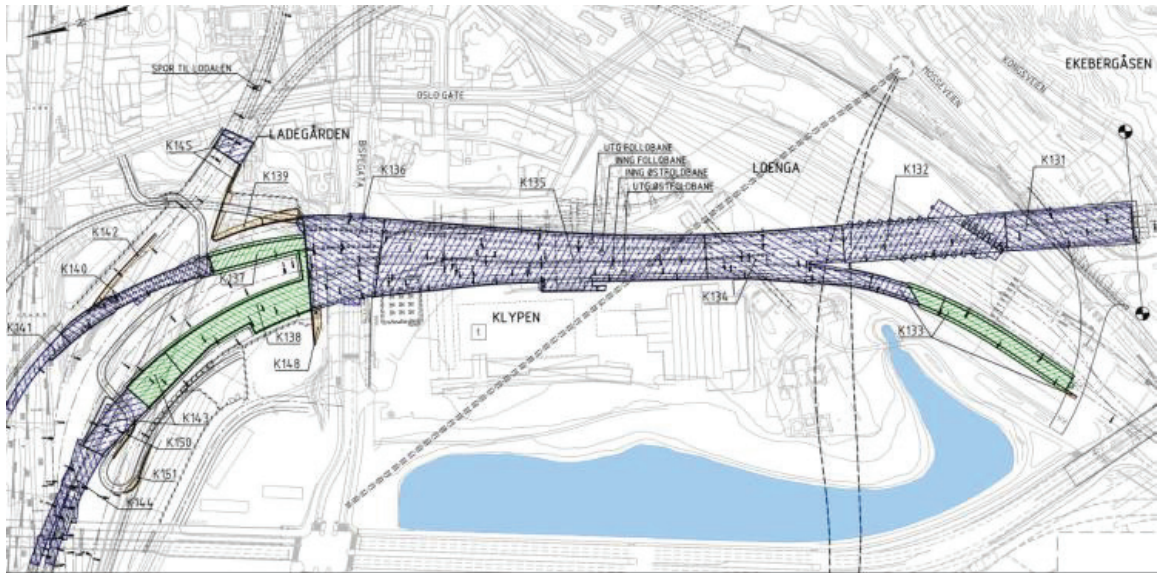 EKEBERGÅSEN
KONGSVEIEN
MOSSEVEIEN
SPOR TIL LODALEN
OSLO GATE
LADEGÅRDEN
K145
K139
BISPEGATA
K136
UTG FOLLOBANE
INNG FOLLOBANE
INNG ØSTFOLDBANE
UTG ØSTFOLDBANE
K135
LOENGA
K132
K131
K142
K140
K137
K141
K134
KLYPEN
t
K138
K133
K148
K143
K150
K151
K144